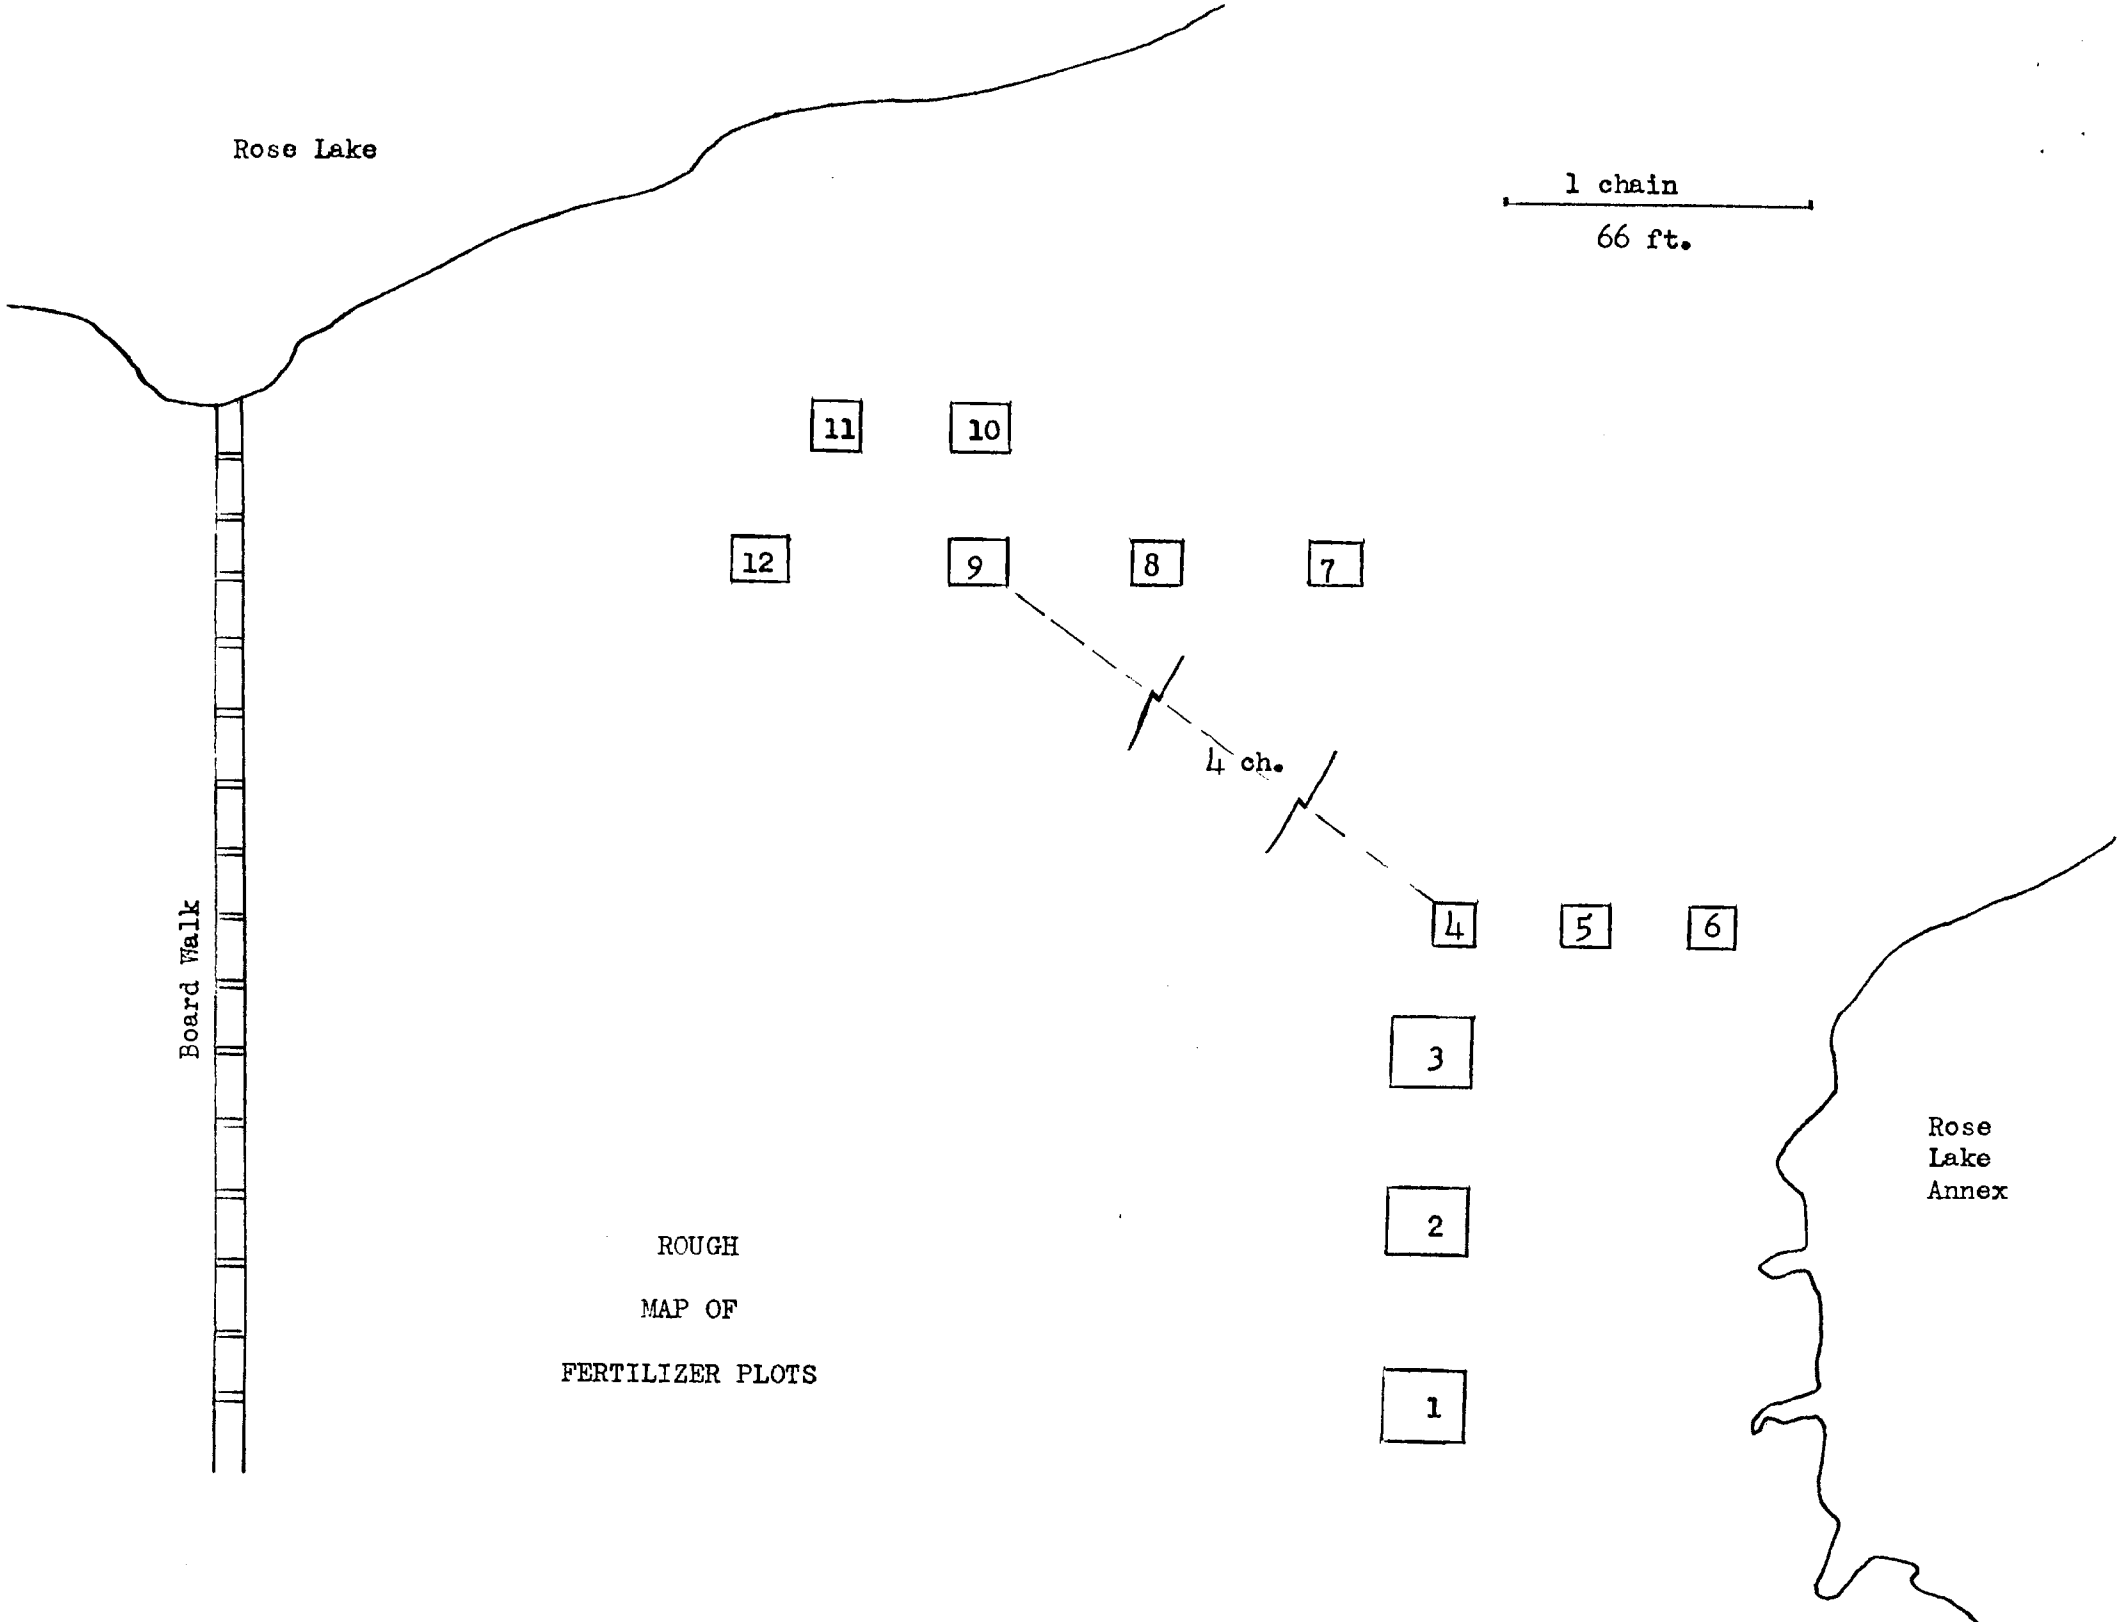 Rose Lake
1 chain
66 ft.
11
10
12
9
8
7
4 ch.
4
5
6
Board Walk
3
Rose
Lake
Annex
2
ROUGH
MAP OF
FERTILIZER PLOTS
1